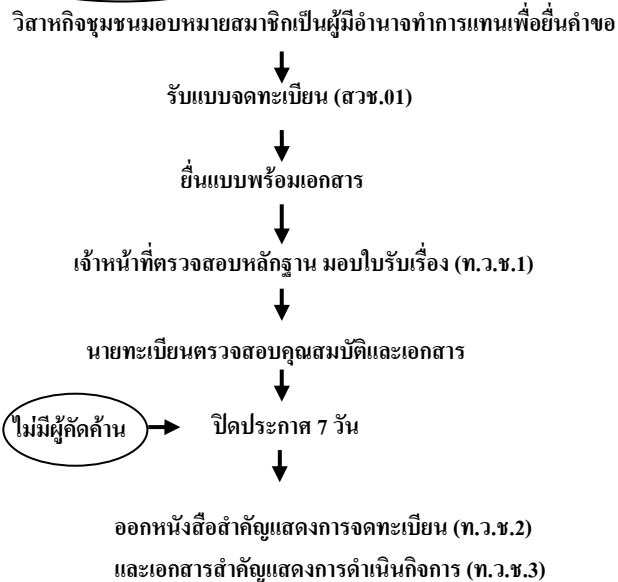 วิสาหกิจชุมชนมอบหมายสมาชิกเป็นผู้มีอำนาจทำการแทนเพื่อยื่นคำขอ
รับแบบจดทะเบียน (สวช.01)
ยื่นแบบพร้อมเอกสาร
เจ้าหน้าที่ตรวจสอบหลักฐาน มอบใบรับเรื่อง (ท.ว.ช.1)
นายทะเบียนตรวจสอบคุณสมบัติและเอกสาร
ไม่มีผู้คัดค้าน ปิดประกาศ 7 วัน
ออกหนังสือสำคัญแสดงการจดทะเบียน (ท.ว.ช.2)
และเอกสารสำคัญแสดงการดำเนินกิจการ (ท.ว.ช.3)